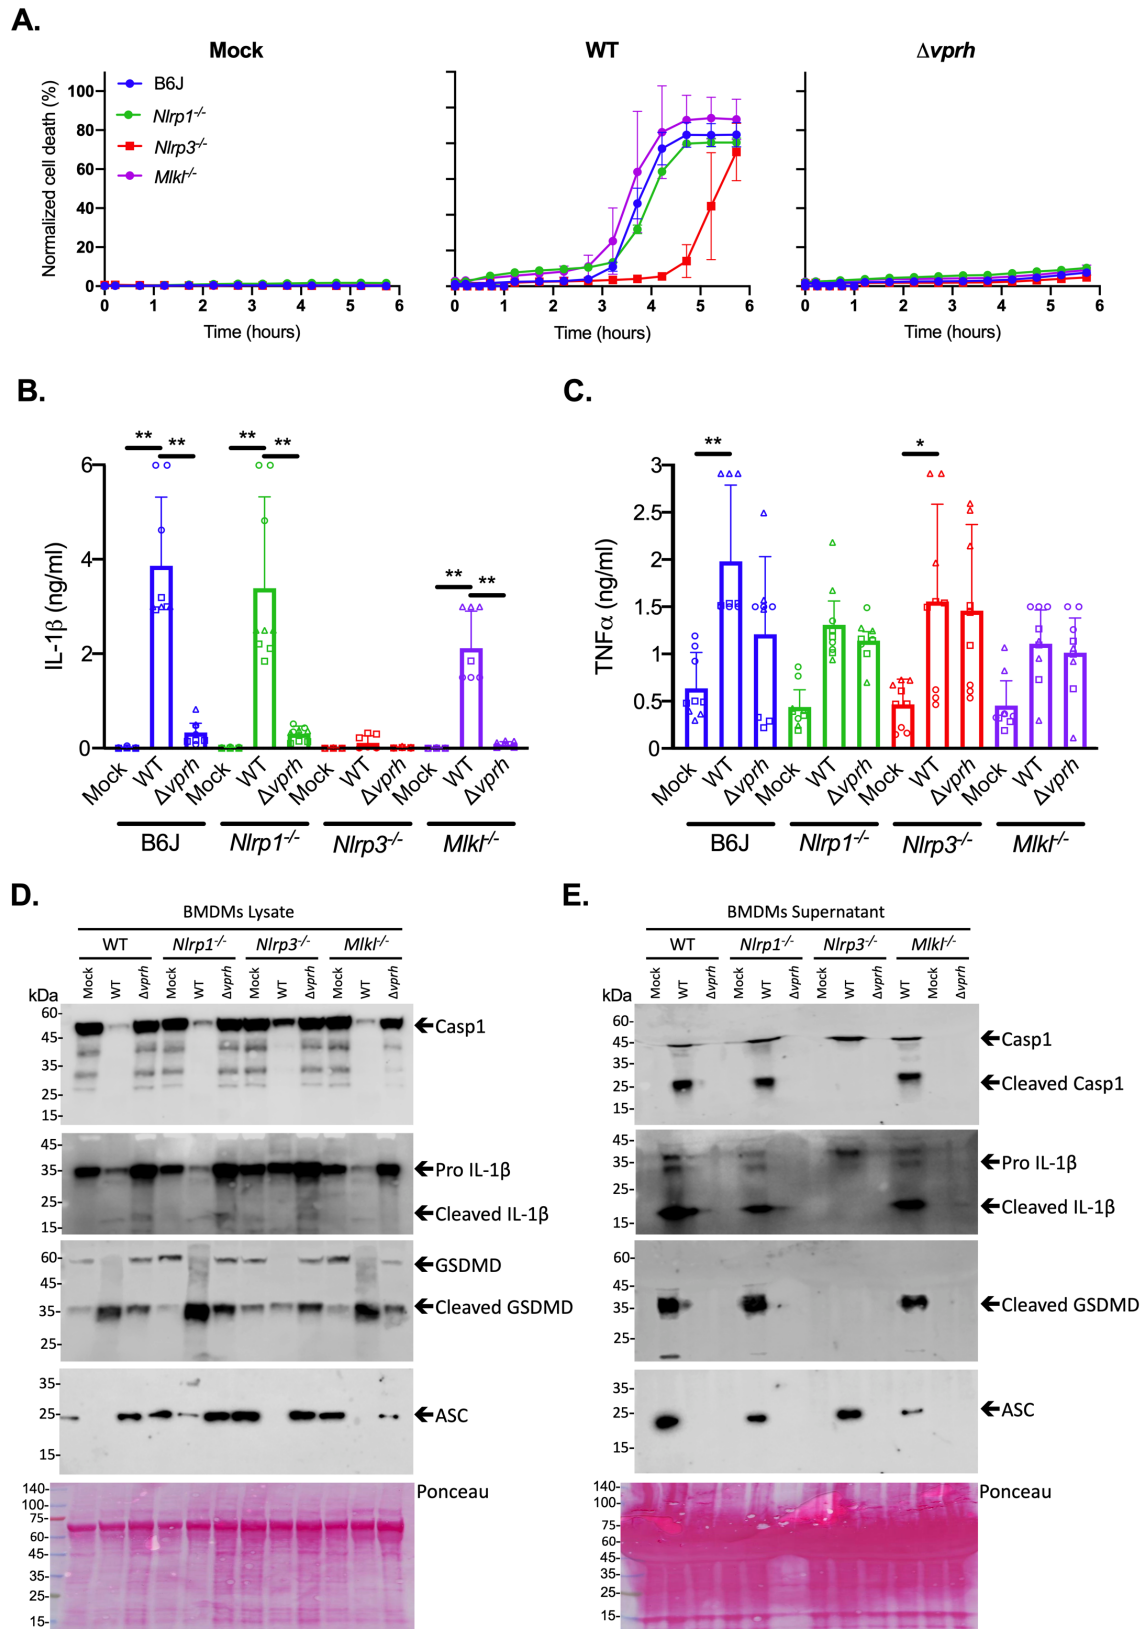 A.
Mock
WT
Δvprh
Normalized cell death (%)
100
80
60
40
20
0
B6J
Nlrp1-/-
Nlrp3-/-
Mlkl-/-
0 1 2 3 4 5 6
0 1 2 3 4 5 6
0 1 2 3 4 5 6
Time (hours)
Time (hours)
Time (hours)
B.
IL-1β (ng/ml)
6
4
2
0
** ** ** ** ** **
Mock WT Δvprh Mock WT Δvprh Mock WT Δvprh Mock WT Δvprh
B6J Nlrp1-/- Nlrp3-/- Mlkl-/-
C.
TNFα (ng/ml)
3
2.5
2
1.5
1
0.5
0
** *
Mock WT Δvprh Mock WT Δvprh Mock WT Δvprh Mock WT Δvprh
B6J Nlrp1-/- Nlrp3-/- Mlkl-/-
D.
BMDMs Lysate
WT Nlrp1-/- Nlrp3-/- Mlkl-/-
Mock WT Δvprh Mock WT Δvprh Mock WT Δvprh Mock WT Δvprh
kDa
60-
45-
35-
25-
15-
Casp1
45-
35-
25-
15-
Pro IL-1β
Cleaved IL-1β
60-
45-
35-
25-
GSDMD
Cleaved GSDMD
35-
25-
15-
ASC
140-
100-
75-
60-
45-
35-
25-
15-
Ponceau
E.
BMDMs Supernatant
WT Nlrp1-/- Nlrp3-/- Mlkl-/-
Mock WT Δvprh Mock WT Δvprh Mock WT Δvprh WT Mock Δvprh
kDa
60-
45-
35-
25-
15-
Casp1
Cleaved Casp1
45-
35-
25-
15-
Pro IL-1β
Cleaved IL-1β
60-
45-
35-
25-
Cleaved GSDMD
35-
25-
15-
ASC
140-
100-
75-
60-
45-
35-
25-
15-
Ponceau